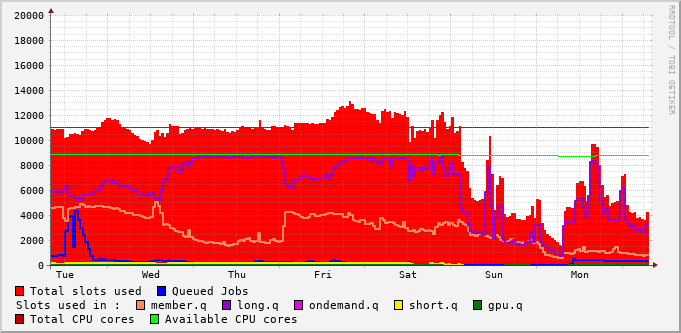 20000
18000
16000
14000
12000
10000
8000
6000
4000
2000
0
Tue Wed Thu Fri Sat Sun Mon
Total slots used Queued Jobs
Slots used in : member.q long.q ondemand.q short.q gpu.q
Total CPU cores Available CPU cores
RRDTOOL / TOBI OETIKER